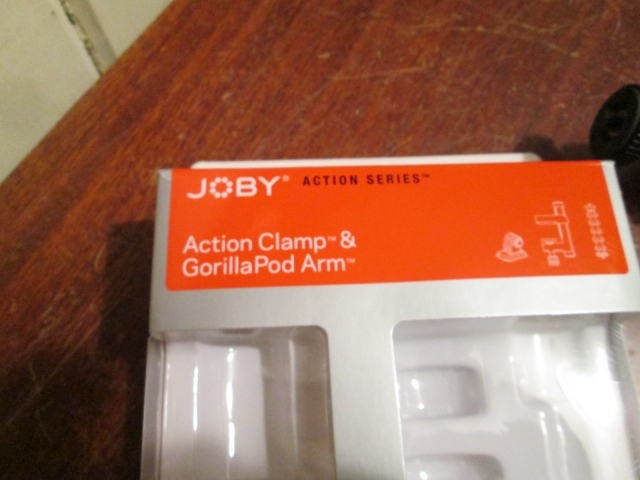 JOBY® ACTION SERIES™
Action Clamp™ &
GorillaPod Arm™